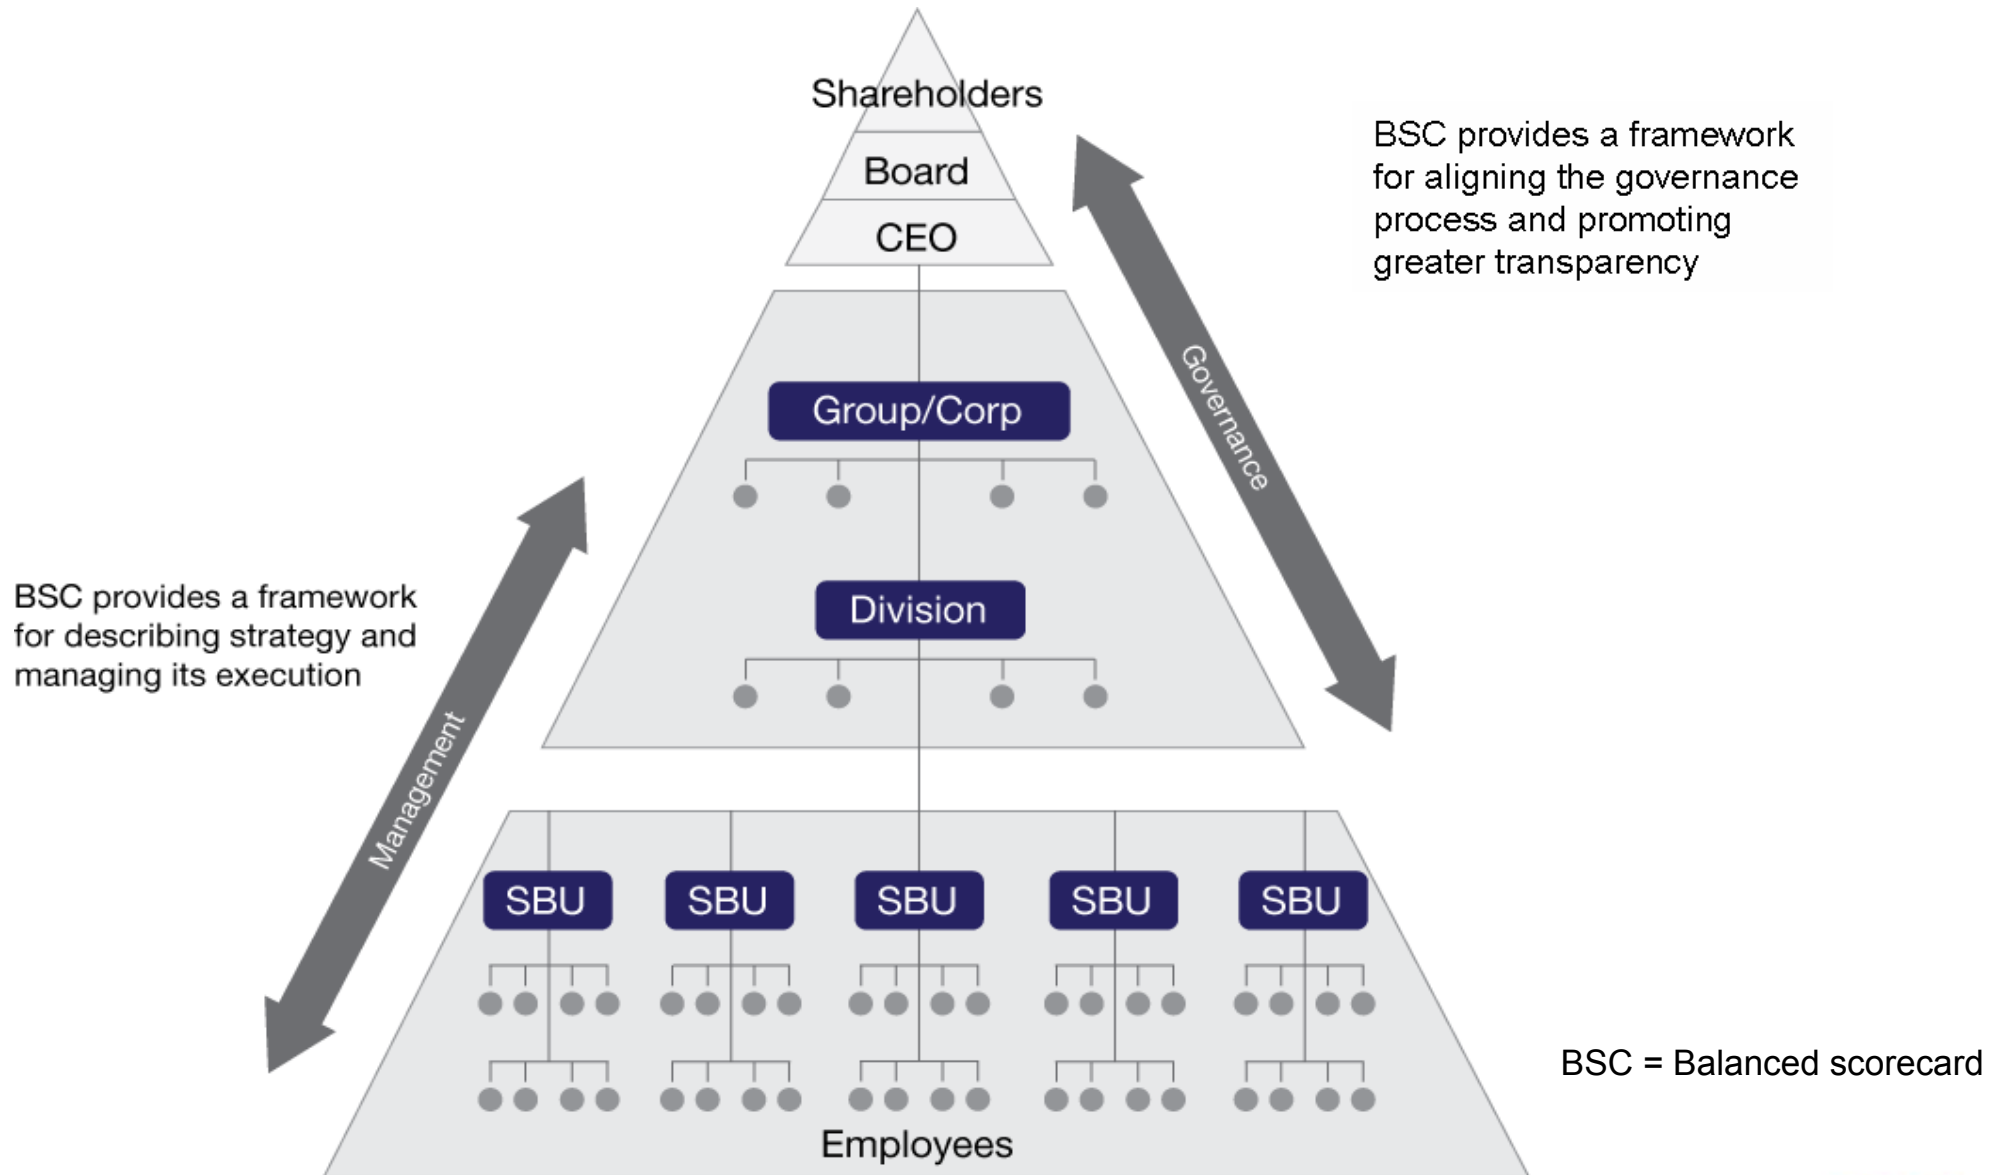 Shareholders
Board
CEO
BSC provides a framework
for aligning the governance
process and promoting
greater transparency
Governance
Group/Corp
Division
BSC provides a framework
for describing strategy and
managing its execution
Management
SBU SBU SBU SBU SBU
Employees
BSC = Balanced scorecard